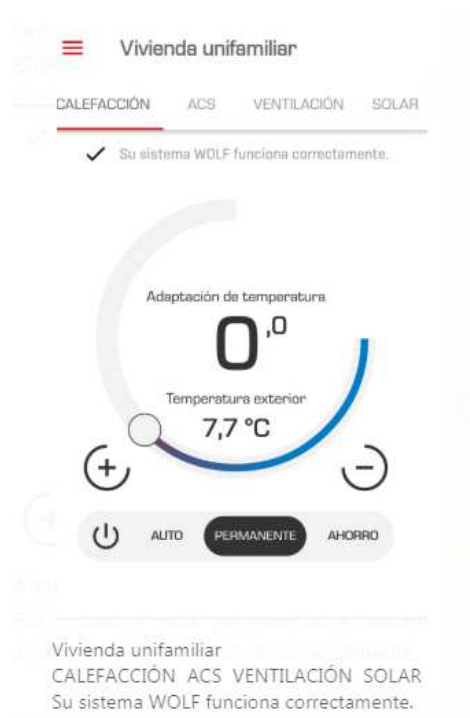 Vivienda unifamiliar
CALEFACCIÓN ACS VENTILACIÓN SOLAR
Su sistema WOLF funciona correctamente.
Adaptación de temperatura
0,0
Temperatura exterior
7,7 °C
+ −
AUTO PERMANENTE AHORRO
Vivienda unifamiliar
CALEFACCIÓN ACS VENTILACIÓN SOLAR
Su sistema WOLF funciona correctamente.